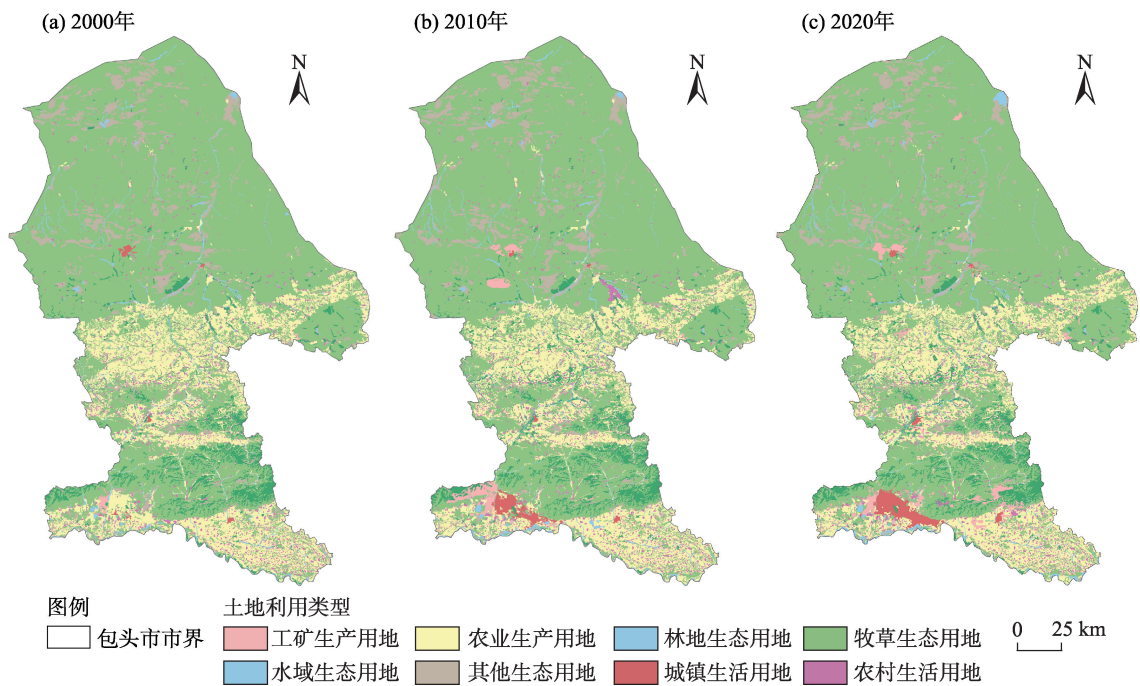 (a) 2000年
(b) 2010年
(c) 2020年
N
N
N
图例
土地利用类型
包头市市界
工矿生产用地
农业生产用地
林地生态用地
牧草生态用地
水域生态用地
其他生态用地
城镇生活用地
农村生活用地
0 25 km